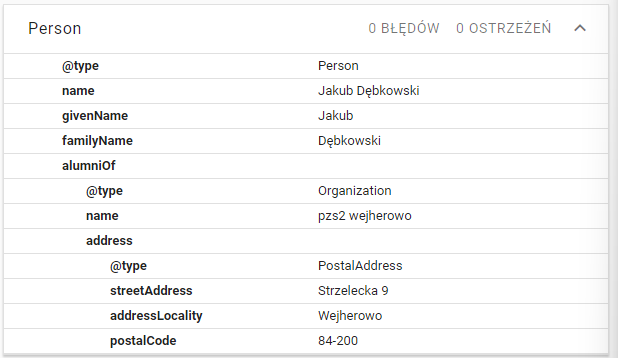 Person 0 BŁĘDÓW 0 OSTRZEŻEŃ
@type Person
name Jakub Dębkowski
givenName Jakub
familyName Dębkowski
alumniOf
@type Organization
name pzs2 wejherowo
address
@type PostalAddress
streetAddress Strzelecka 9
addressLocality Wejherowo
postalCode 84-200